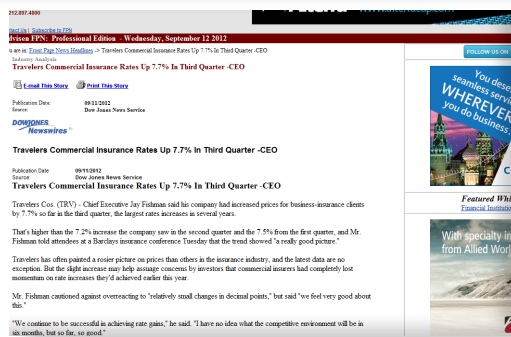 212.897.4800
www.
tact Us | Subscribe to FPN
dvisen FPN: Professional Edition - Wednesday, September 12 2012
u are in: Front Page News Headlines -> Travelers Commercial Insurance Rates Up 7.7% In Third Quarter -CEO
FOLLOW US ON
Industry Analysis
Travelers Commercial Insurance Rates Up 7.7% In Third Quarter -CEO
E-mail This Story Print This Story
Publication Date: 09/11/2012
Source: Dow Jones News Service
DOWJONES
Newswires
You dese
seamless servi
WHEREVER
you do business.
C
Travelers Commercial Insurance Rates Up 7.7% In Third Quarter -CEO
Publication Date 09/11/2012
Source: Dow Jones News Service
Travelers Commercial Insurance Rates Up 7.7% In Third Quarter -CEO
Travelers Cos. (TRV) - Chief Executive Jay Fishman said his company had increased prices for business-insurance clients
by 7.7% so far in the third quarter, the largest rates increases in several years.
That's higher than the 7.2% increase the company saw in the second quarter and the 7.5% from the first quarter, and Mr.
Fishman told attendees at a Barclays insurance conference Tuesday that the trend showed "a really good picture."
Travelers has often painted a rosier picture on prices than others in the insurance industry, and the latest data are no
exception. But the slight increase may help assuage concerns by investors that commercial insurers had completely lost
momentum on rate increases they'd achieved earlier this year.
Mr. Fishman cautioned against overreacting to "relatively small changes in decimal points," but said "we feel very good about
this."
"We continue to be successful in achieving rate gains," he said. "I have no idea what the competitive environment will be in
six months, but so far, so good."
Featured Whi
Financial Institutio
With specialty in
from Allied Worl